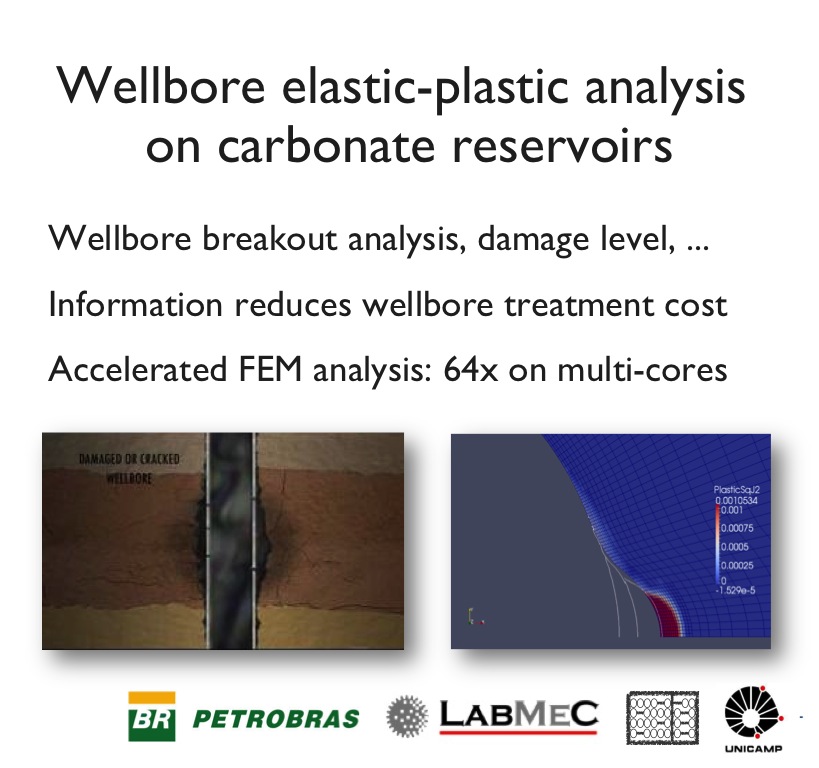 Wellbore elastic-plastic analysis
on carbonate reservoirs
Wellbore breakout analysis, damage level, ...
Information reduces wellbore treatment cost
Accelerated FEM analysis: 64x on multi-cores
DAMAGED OR CRACKED
WELLBORE
PlasticSqJ2
0.0010534
0.001
0.00075
0.0005
0.00025
0
-1.529e-5
BR PETROBRAS
LABMEC
UNICAMP